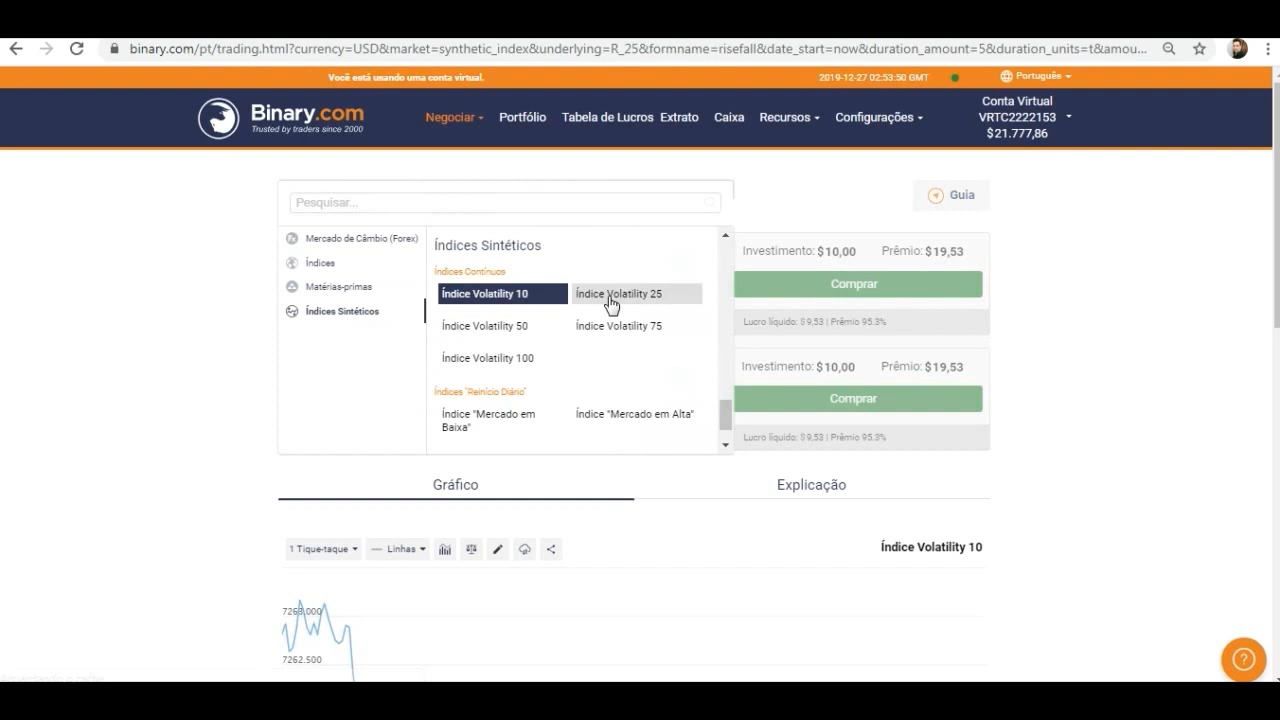 binary.com/pt/trading.html?currency=USD&market=synthetic_index&underlying=R_25&formname=risefall&date_start=now&duration_amount=5&duration_units=t&amou...
Você está usando uma conta virtual.
2019-12-27 02:53:50 GMT
Português
Binary.com
Trusted by traders since 2000
Negociar
Portfólio
Tabela de Lucros
Extrato
Caixa
Recursos
Configurações
Conta Virtual
VRTC2222153
$21.777,86
Pesquisar...
Guia
Mercado de Câmbio (Forex)
Índices
Matérias-primas
Índices Sintéticos
Índices Sintéticos
Índices Contínuos
Índice Volatility 10
Índice Volatility 25
Índice Volatility 50
Índice Volatility 75
Índice Volatility 100
Índices "Reinício Diário"
Índice "Mercado em
Baixa"
Índice "Mercado em Alta"
Investimento: $10,00 Prêmio: $19,53
Comprar
Lucro líquido: $9,53 | Prêmio 95.3%
Investimento: $10,00 Prêmio: $19,53
Comprar
Lucro líquido: $9,53 | Prêmio 95.3%
Gráfico
Explicação
1 Tique-taque
Linhas
Índice Volatility 10
7262.500